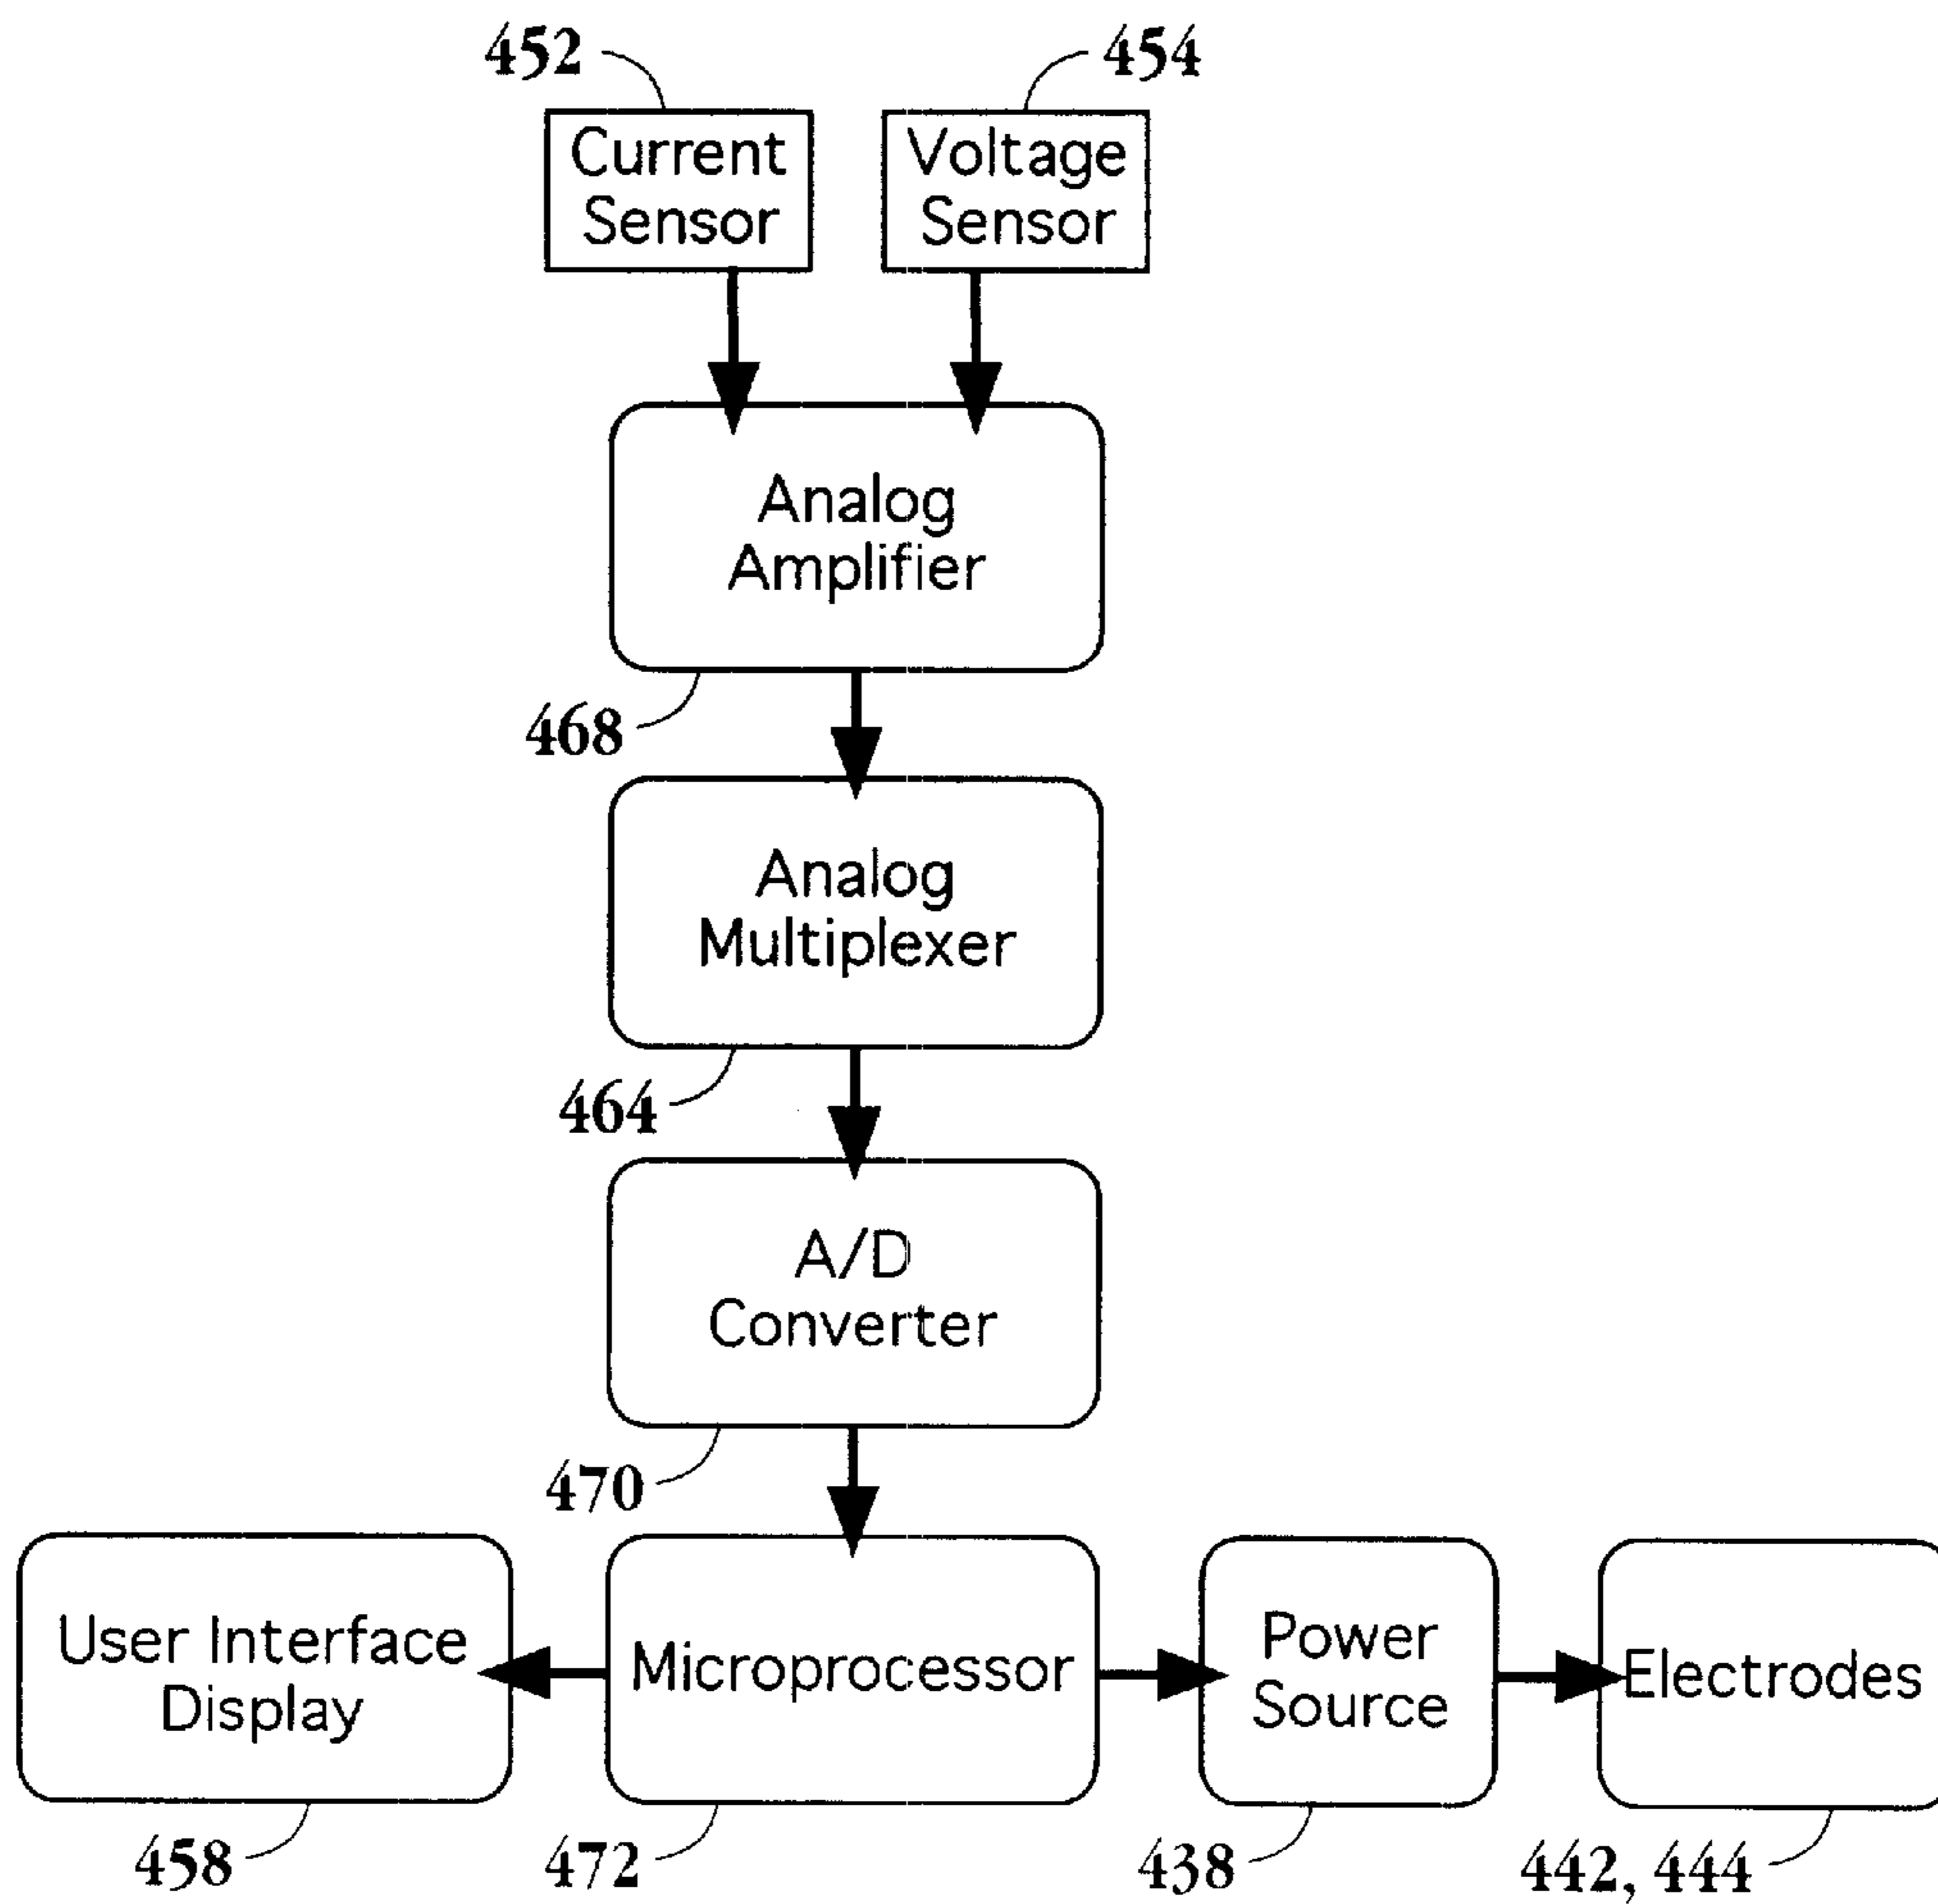 452
454
Current
Sensor
Voltage
Sensor
Analog
Amplifier
468
Analog
Multiplexer
464
A/D
Converter
470
User Interface
Display
Microprocessor
Power
Source
Electrodes
458
472
438
442, 444